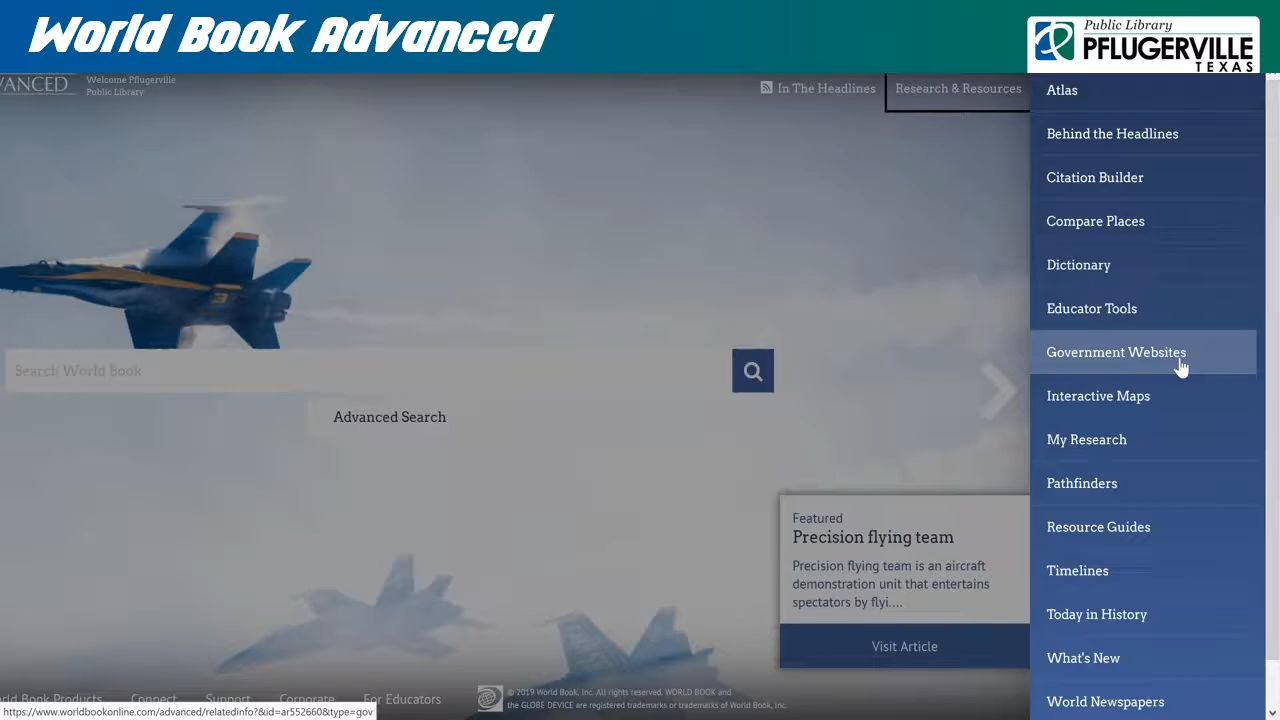 World Book Advanced
Public Library
PFLUGERVILLE
TEXAS
VANCED
Welcome Pflugerville
Public Library
In The Headlines
Research & Resources
Atlas
Behind the Headlines
Citation Builder
Compare Places
Dictionary
Educator Tools
Government Websites
Interactive Maps
My Research
Pathfinders
Resource Guides
Timelines
Today in History
What's New
World Newspapers
3
Search World Book
Advanced Search
Featured
Precision flying team
Precision flying team is an aircraft
demonstration unit that entertains
spectators by flyi....
Visit Article
rld Book Products
Connect
Support
Corporate
For Educators
© 2019 World Book, Inc. All rights reserved. WORLD BOOK and
the GLOBE DEVICE are registered trademarks or trademarks of World Book, Inc.
https://www.worldbookonline.com/advanced/relatedinfo?&id=ar552660&type=gov